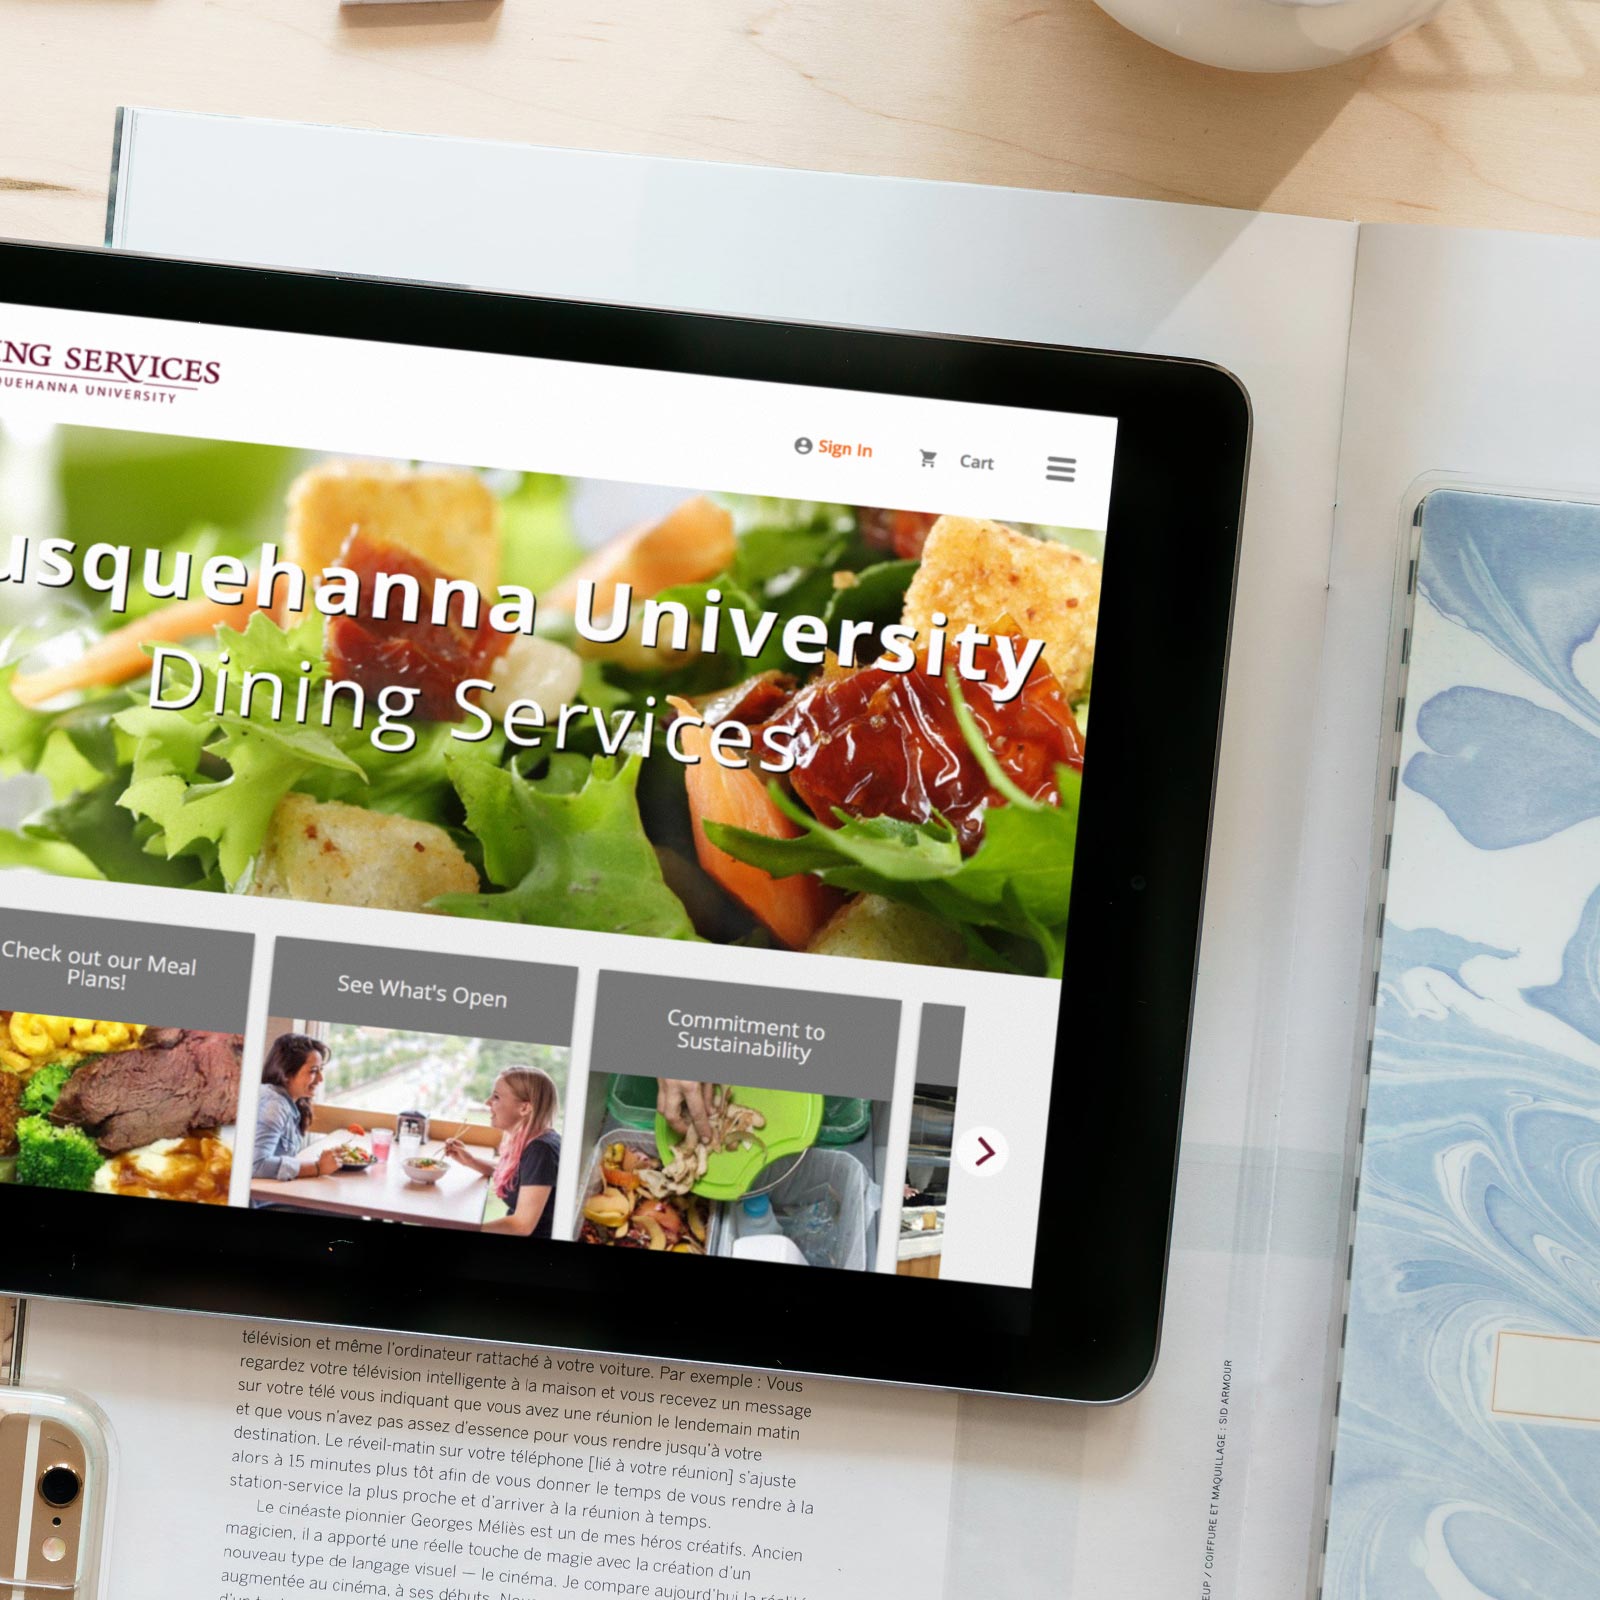 ING SERVICES
QUEHANNA UNIVERSITY
Sign In
Cart
usquehanna University
Dining Services
Check out our Meal
Plans!
See What's Open
Commitment to
Sustainability
télévision et même l'ordinateur rattaché à votre voiture. Par exemple : Vous
regardez votre télévision intelligente à la maison et vous recevez un message
sur votre télé vous indiquant que vous avez une réunion le lendemain matin
et que vous n'avez pas assez d'essence pour vous rendre jusqu'à votre
destination. Le réveil-matin sur votre téléphone [lié à votre réunion] s'ajuste
alors à 15 minutes plus tôt afin de vous donner le temps de vous rendre à la
station-service la plus proche et d'arriver à la réunion à temps.
Le cinéaste pionnier Georges Méliès est un de mes héros créatifs. Ancien
magicien, il a apporté une réelle touche de magie avec la création d'un
nouveau type de langage visuel — le cinéma. Je compare aujourd'hui la réalité
augmentée au cinéma, à ses débuts.
EUP / COIFFURE ET MAQUILLAGE : SID ARMOUR